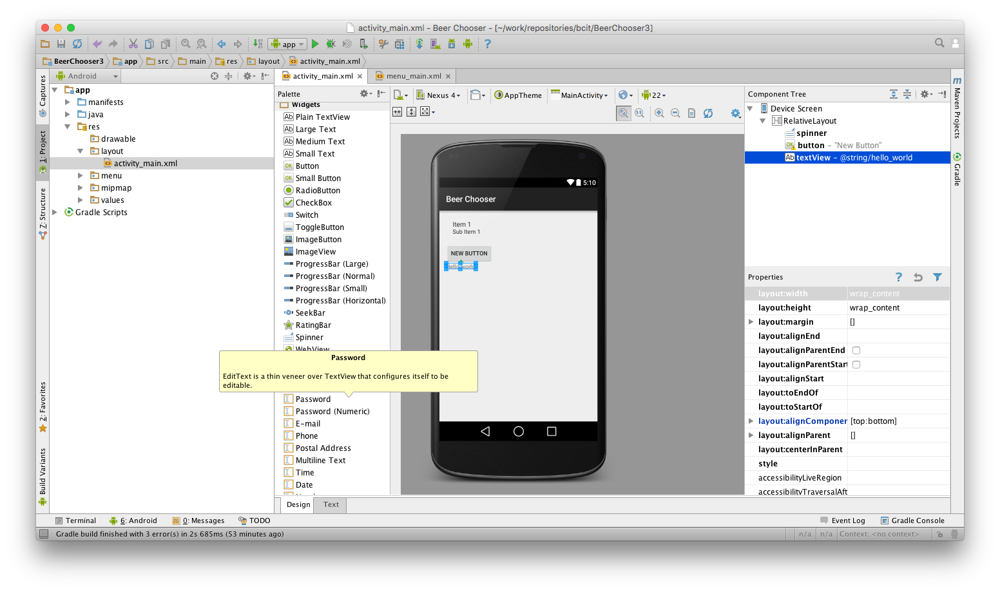 activity_main.xml - Beer Chooser - [~/work/repositories/bcit/BeerChooser3]
app
BeerChooser3 app src main res layout activity_main.xml
Captures
1: Project
7: Structure
2: Favorites
Build Variants
Android
app
manifests
java
res
drawable
layout
activity_main.xml
menu
mipmap
values
Gradle Scripts
activity_main.xml
menu_main.xml
Palette
Widgets
Plain TextView
Large Text
Medium Text
Small Text
Button
Small Button
RadioButton
CheckBox
Switch
ToggleButton
ImageButton
ImageView
ProgressBar (Large)
ProgressBar (Normal)
ProgressBar (Small)
ProgressBar (Horizontal)
SeekBar
RatingBar
Spinner
WebView
Password
EditText is a thin veneer over TextView that configures itself to be
editable.
Password
Password (Numeric)
E-mail
Phone
Postal Address
Multiline Text
Time
Date
Nexus 4
AppTheme
MainActivity
22
5:10
Beer Chooser
Item 1
Sub Item 1
NEW BUTTON
Hello world
Design
Text
Component Tree
Device Screen
RelativeLayout
spinner
OK button – "New Button"
Ab textView – @string/hello_world
Properties
layout:width wrap_content
layout:height wrap_content
layout:margin []
layout:alignEnd
layout:alignParentEnd
layout:alignParentStart
layout:alignStart
layout:toEndOf
layout:toStartOf
layout:alignComponer [top:bottom]
layout:alignParent []
layout:centerInParent
style
accessibilityLiveRegion
accessibilityTraversalAft
Maven Projects
Gradle
Terminal
6: Android
0: Messages
TODO
Event Log
Gradle Console
Gradle build finished with 3 error(s) in 2s 685ms (53 minutes ago)
n/a
n/a
Context: <no context>